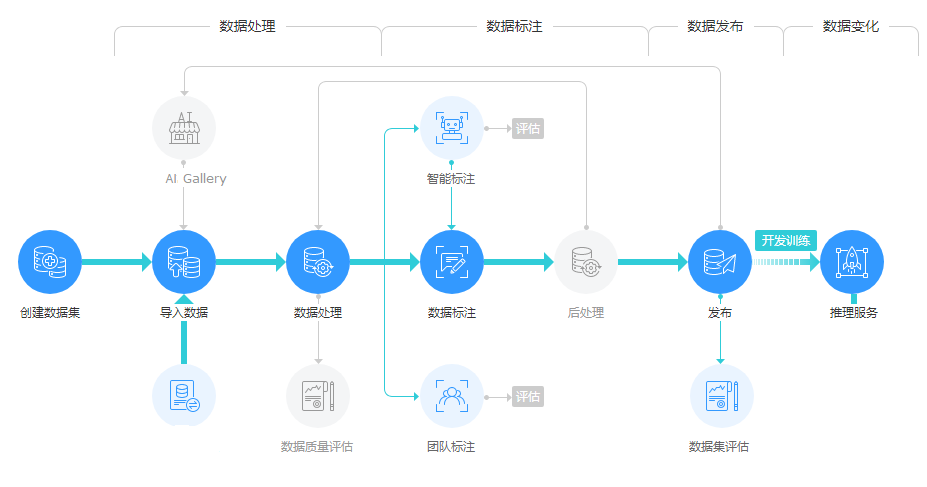 数据处理
数据标注
数据发布
数据变化
评估
AI Gallery
智能标注
开发训练
创建数据集
导入数据
数据处理
数据标注
后处理
发布
推理服务
评估
数据质量评估
团队标注
数据集评估